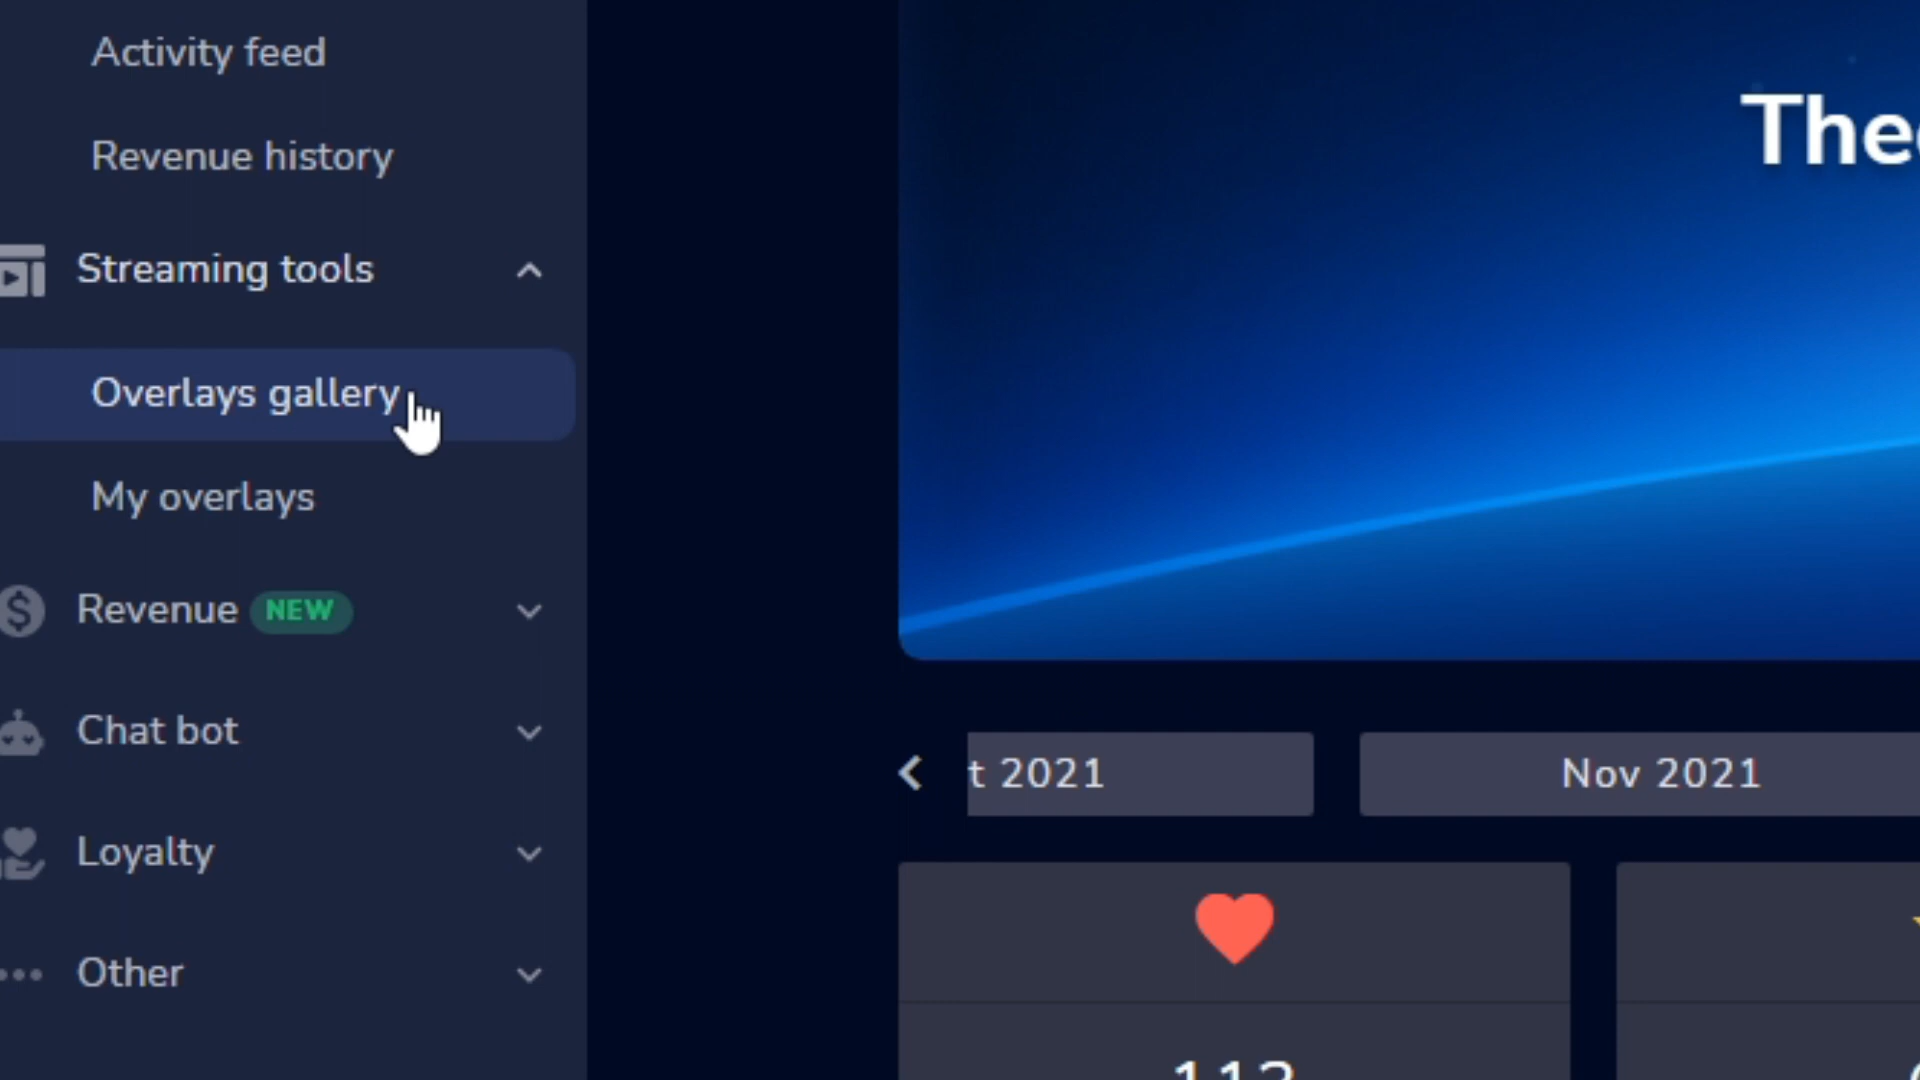 Activity feed
Revenue history
Streaming tools
Overlays gallery
My overlays
Revenue NEW
Chat bot
Loyalty
Other
t 2021
Nov 2021